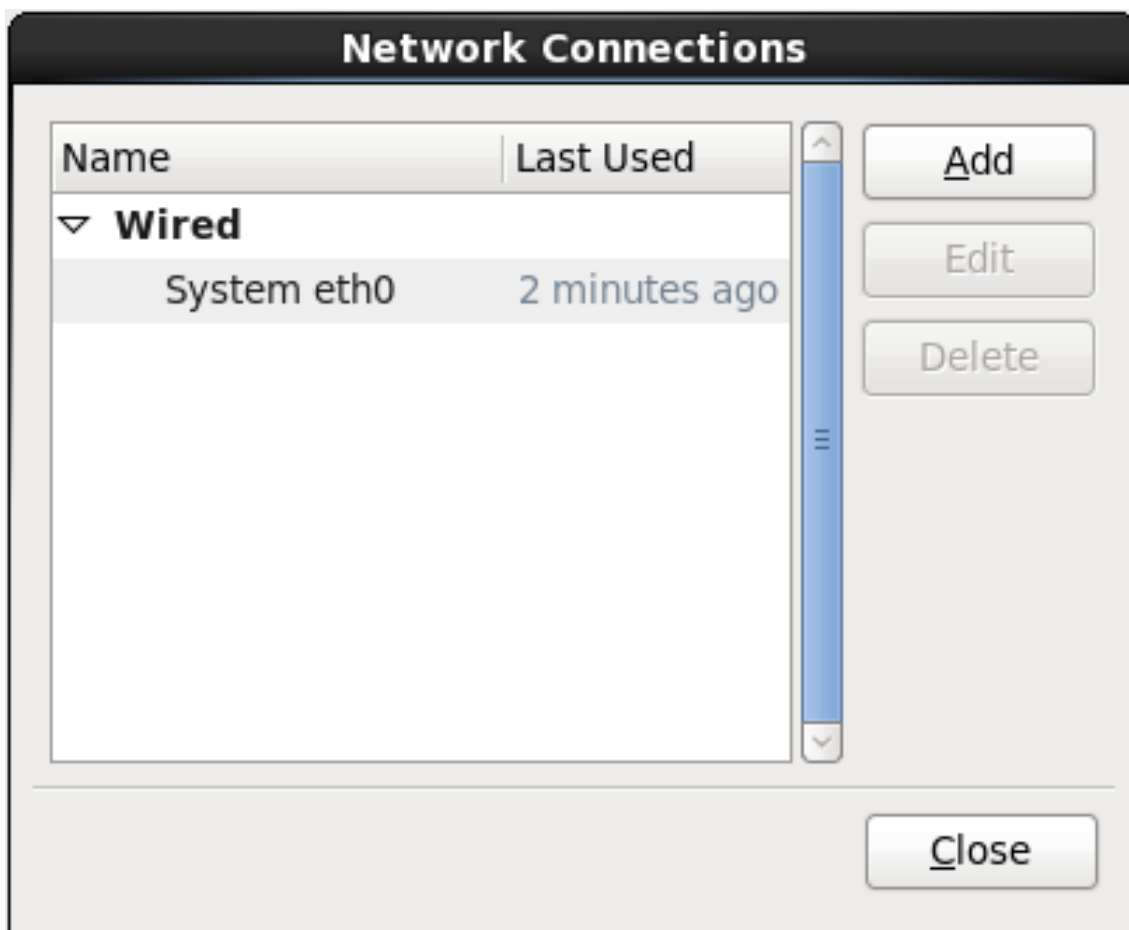 Network Connections
Name Last Used
Wired
System eth0 2 minutes ago
Add
Edit
Delete
Close